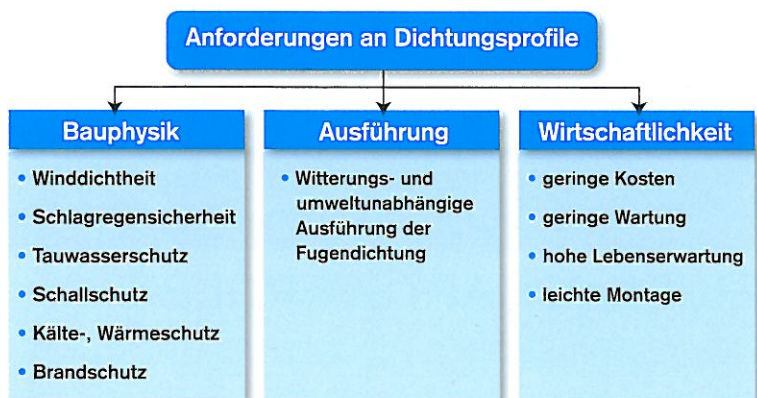 Anforderungen an Dichtungsprofile
Bauphysik
• Winddichtheit
• Schlagregensicherheit
• Tauwasserschutz
• Schallschutz
• Kälte-, Wärmeschutz
• Brandschutz
Ausführung
• Witterungs- und
umweltunabhängige
Ausführung der
Fugendichtung
Wirtschaftlichkeit
• geringe Kosten
• geringe Wartung
• hohe Lebenserwartung
• leichte Montage